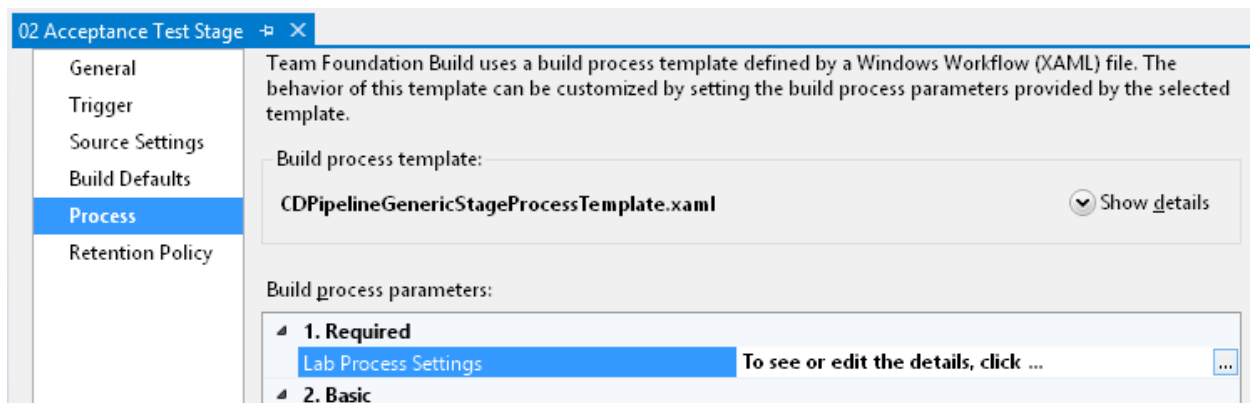 02 Acceptance Test Stage
General
Trigger
Source Settings
Build Defaults
Process
Retention Policy
Team Foundation Build uses a build process template defined by a Windows Workflow (XAML) file. The
behavior of this template can be customized by setting the build process parameters provided by the selected
template.
Build process template:
CDPipelineGenericStageProcessTemplate.xaml
Show details
Build process parameters:
1. Required
Lab Process Settings To see or edit the details, click ... ...
2. Basic